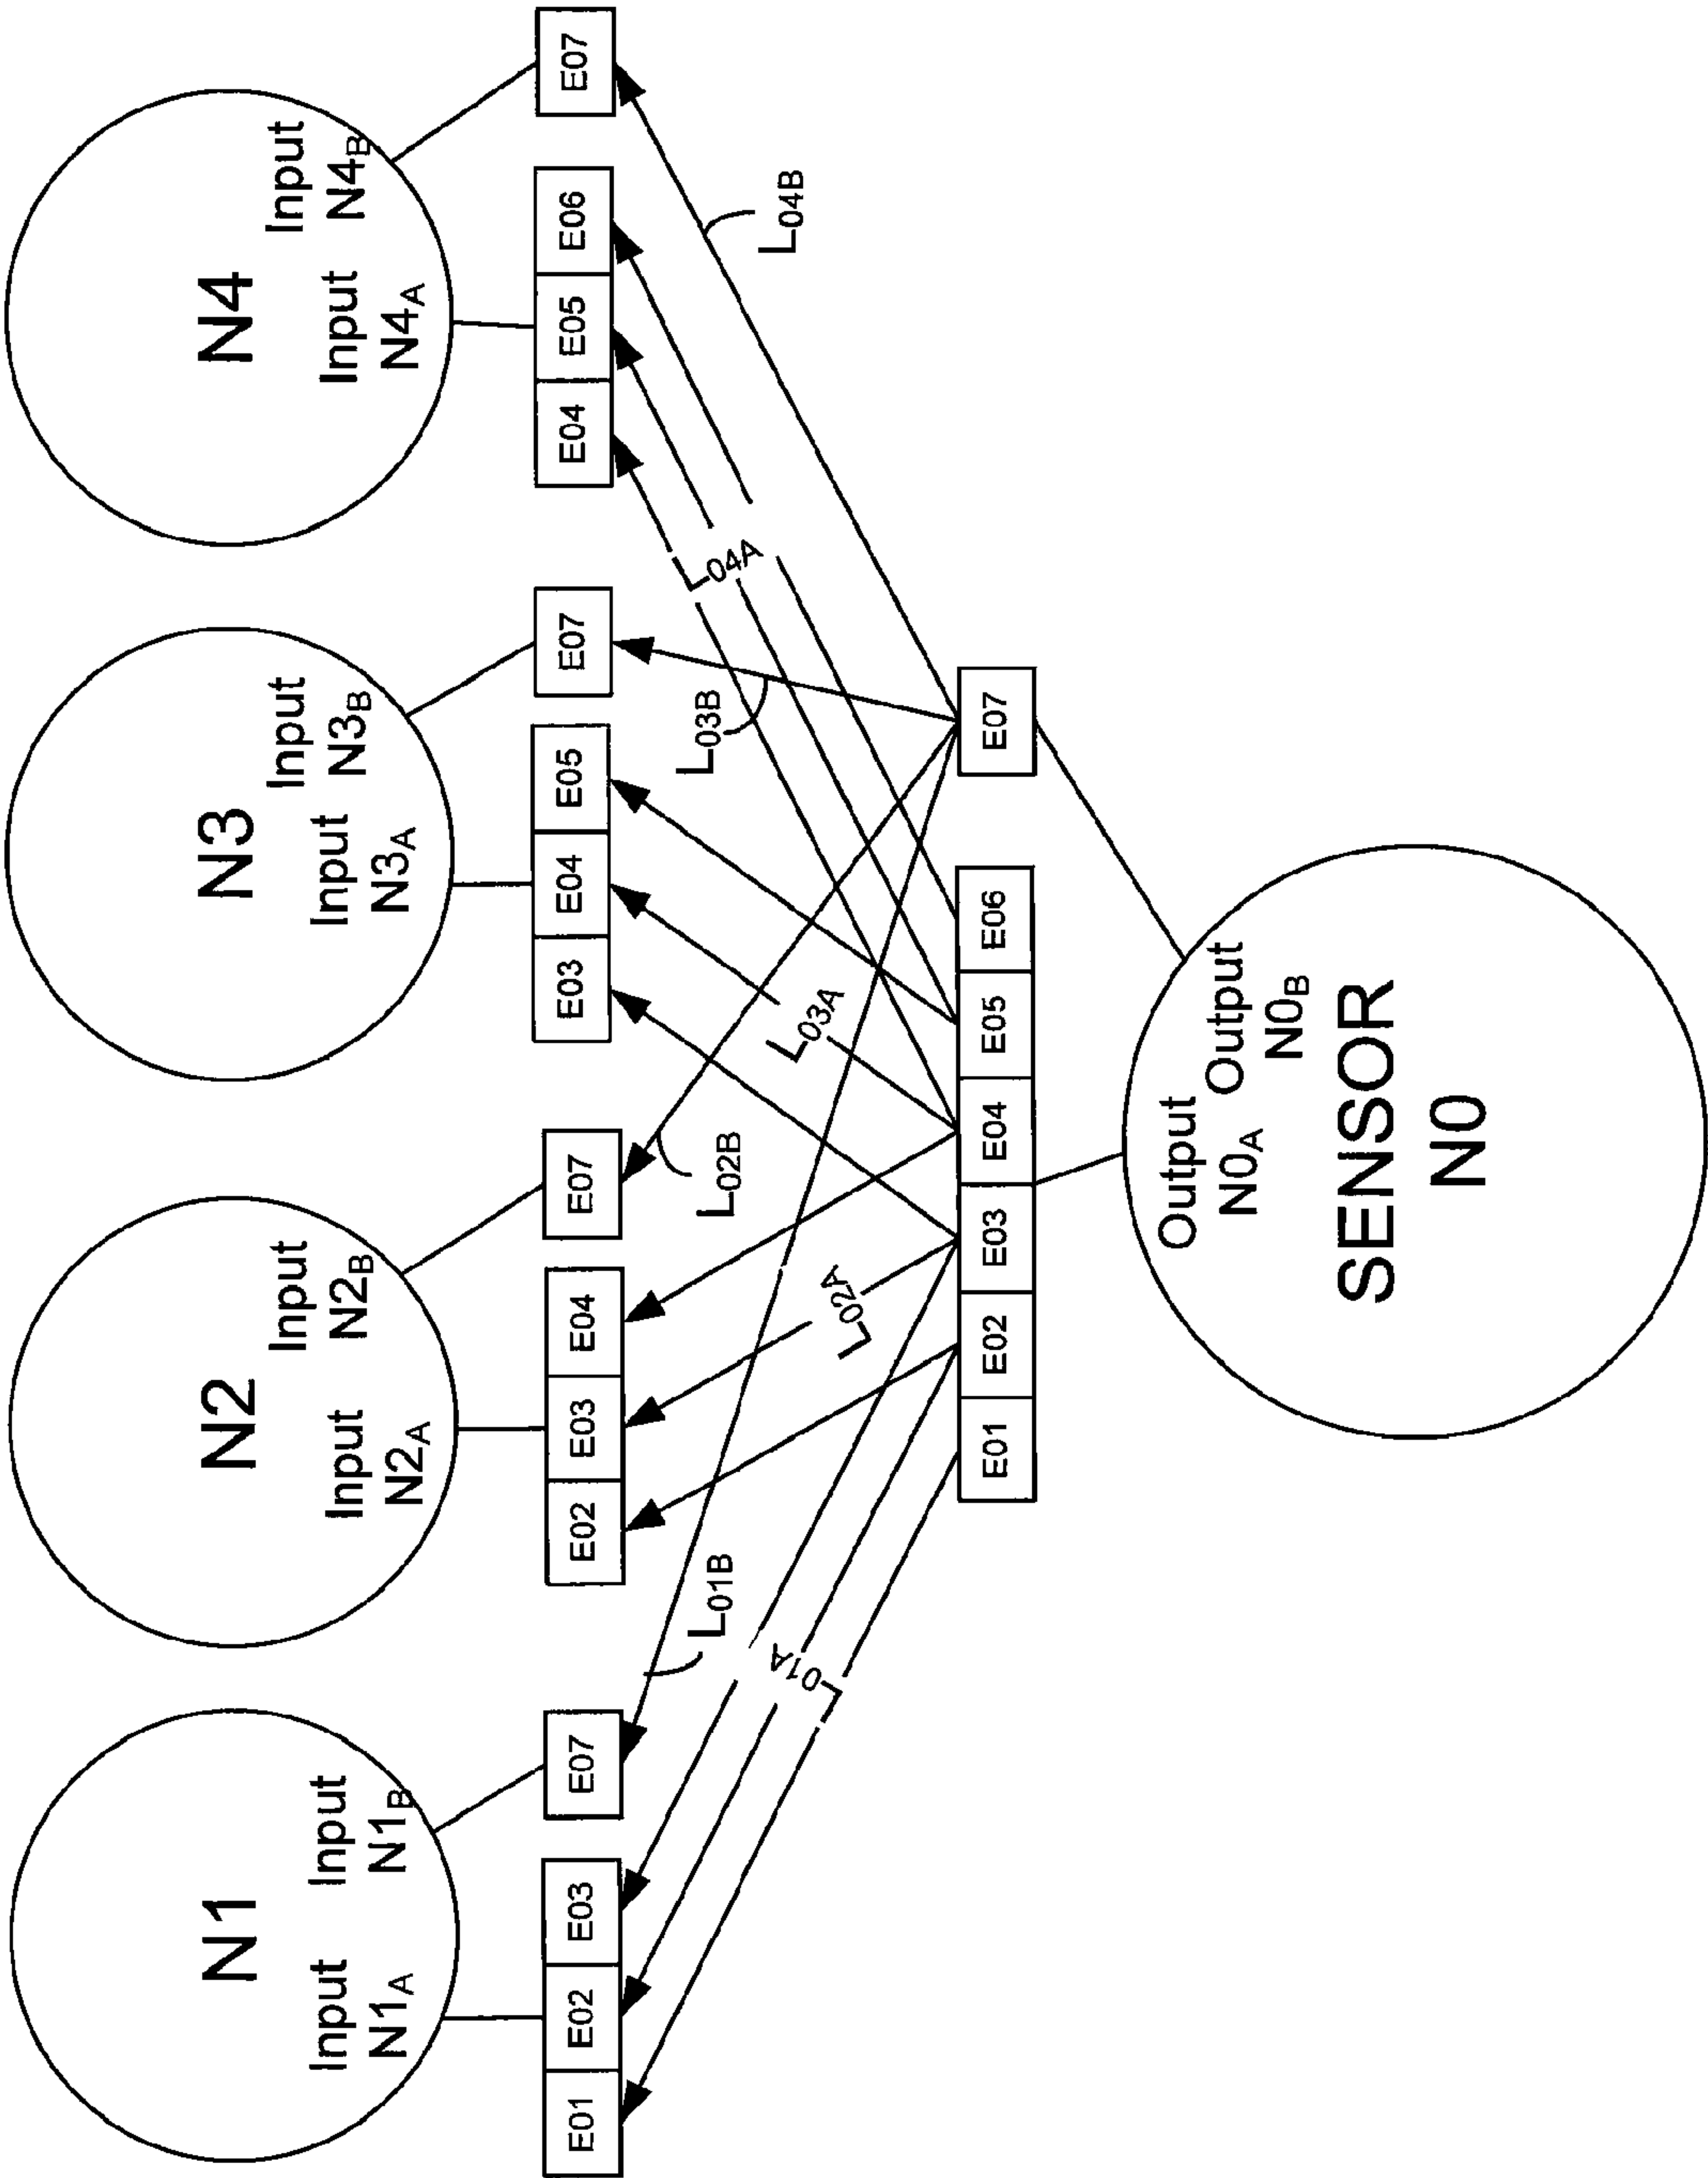 N1
Input
N1A
Input
N1B
N2
Input
N2A
Input
N2B
N3
Input
N3A
Input
N3B
N4
Input
N4A
Input
N4B
E01 E02 E03
E07
E02 E03 E04
E07
E03 E04 E05
E07
E04 E05 E06
E07
L01B
L02B
L03B
L04B
L01A
L02A
L03A
L04A
E01 E02 E03 E04 E05 E06
E07
Output
N0A
Output
N0B
SENSOR
N0